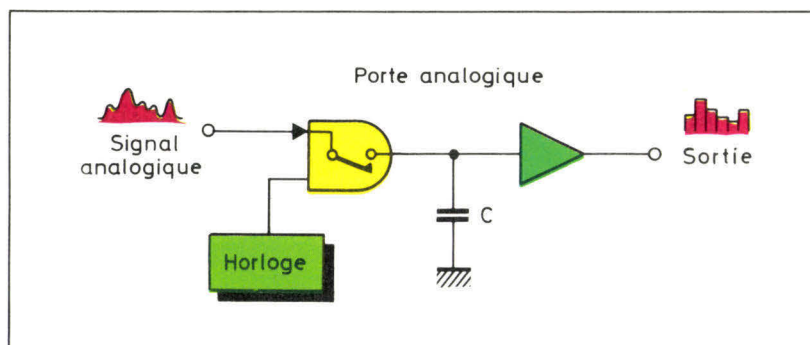 Porte analogique
Signal
analogique
Sortie
C
Horloge